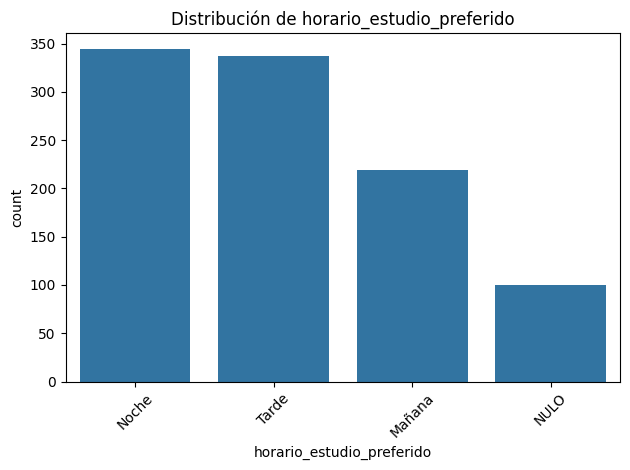 Distribución de horario_estudio_preferido
350
300
250
200
150
100
50
0
count
Noche
Tarde
Mañana
NULO
horario_estudio_preferido